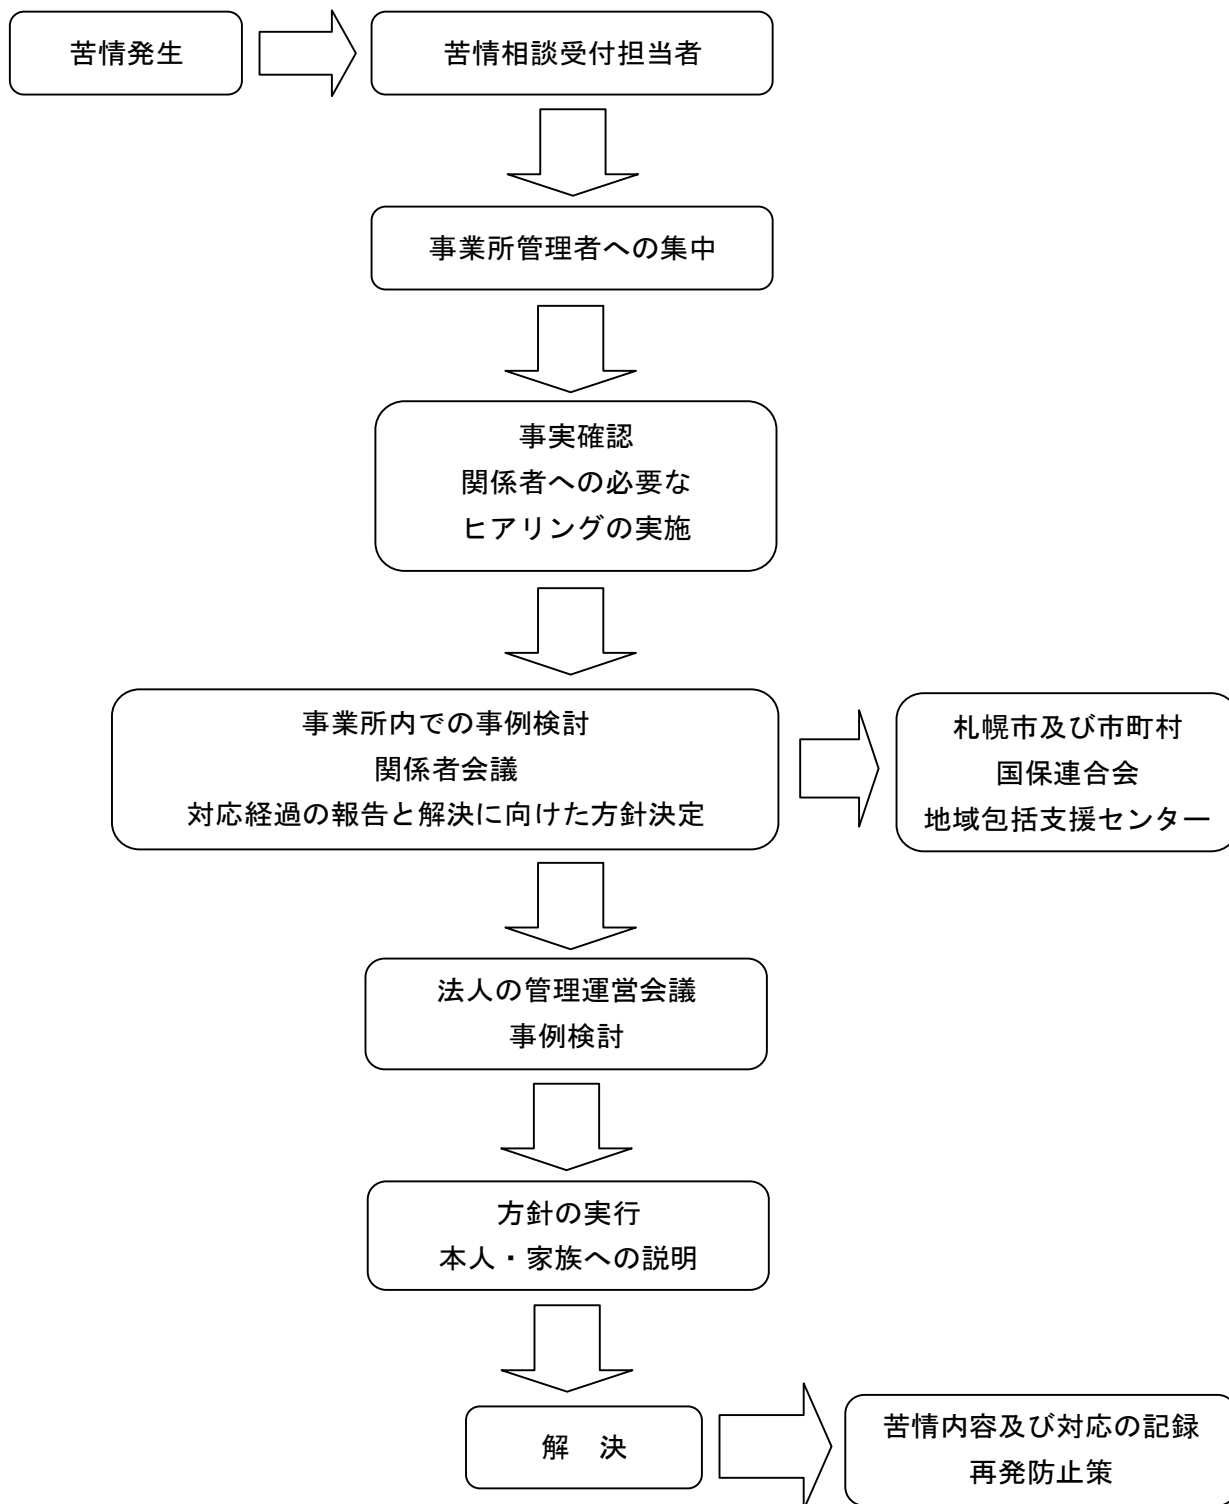 苦情発生
苦情相談受付担当者
事業所管理者への集中
事実確認
関係者への必要な
ヒアリングの実施
事業所内での事例検討
関係者会議
対応経過の報告と解決に向けた方針決定
札幌市及び市町村
国保連合会
地域包括支援センター
法人の管理運営会議
事例検討
方針の実行
本人・家族への説明
解　決
苦情内容及び対応の記録
再発防止策